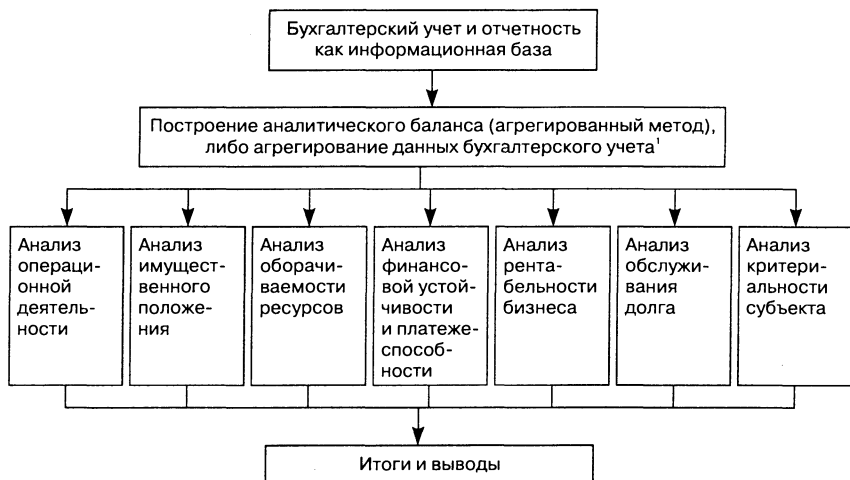 Бухгалтерский учет и отчетность
как информационная база
Построение аналитического баланса (агрегированный метод),
либо агрегирование данных бухгалтерского учета¹
Анализ
операци-
онной
деятель-
ности
Анализ
имущест-
венного
положе-
ния
Анализ
оборачи-
ваемости
ресурсов
Анализ
финансо-
вой устой-
чивости
и платеже-
способ-
ности
Анализ
рента-
бельности
бизнеса
Анализ
обслужи-
вания
долга
Анализ
критери-
альности
субъекта
Итоги и выводы